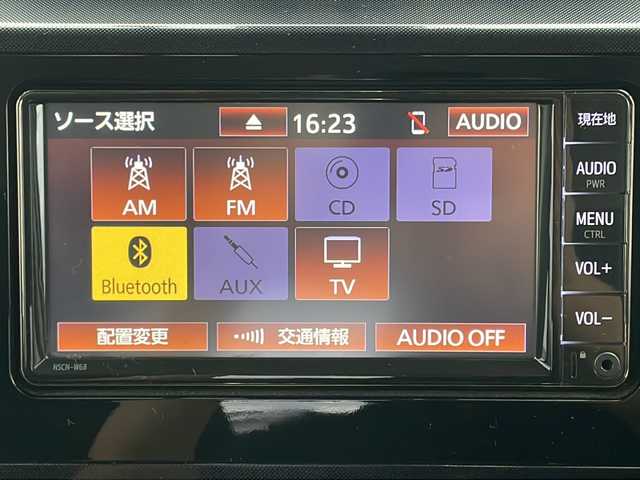 ソース選択
16:23
AUDIO
AM
FM
CD
SD
Bluetooth
AUX
TV
配置変更
交通情報
AUDIO OFF
現在地
AUDIO
PWR
MENU
CTRL
VOL+
VOL-
NSCN-W68